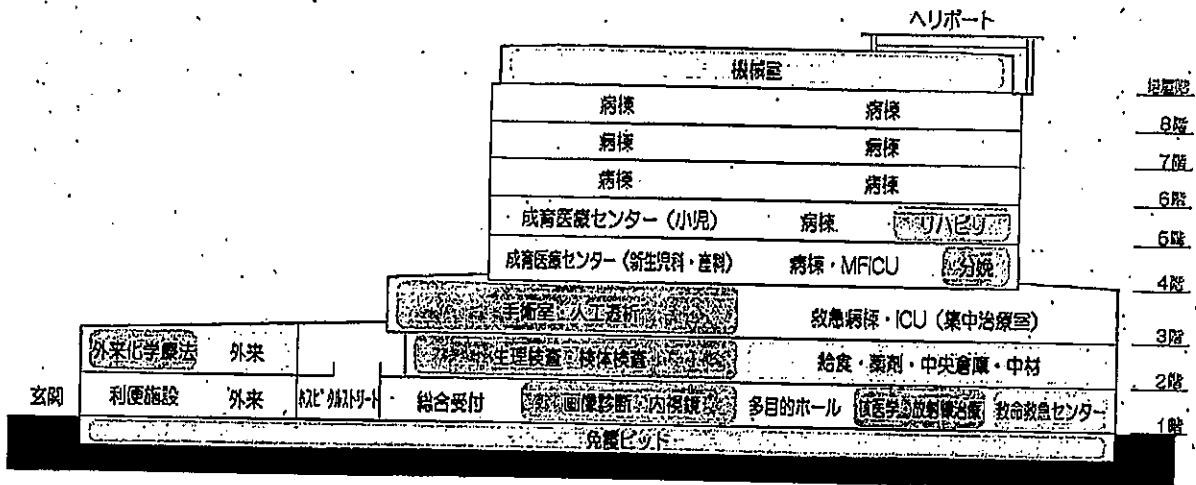 ヘリポート
機械室
塔屋階
病棟 病棟
8階
病棟 病棟
7階
病棟 病棟
6階
成育医療センター（小児） 病棟 リハビリ
5階
成育医療センター（新生児科・産科） 病棟・MFICU 分娩
4階
手術室・人工透析 救急病棟・ICU（集中治療室）
3階
外来化学療法 外来 生理検査・検体検査 給食・薬剤・中央倉庫・中材
2階
玄関 利便施設 外来 ホスピタルストリート 総合受付 画像診断・内視鏡 多目的ホール 核医学・放射線治療 救命救急センター
1階
免震ピット